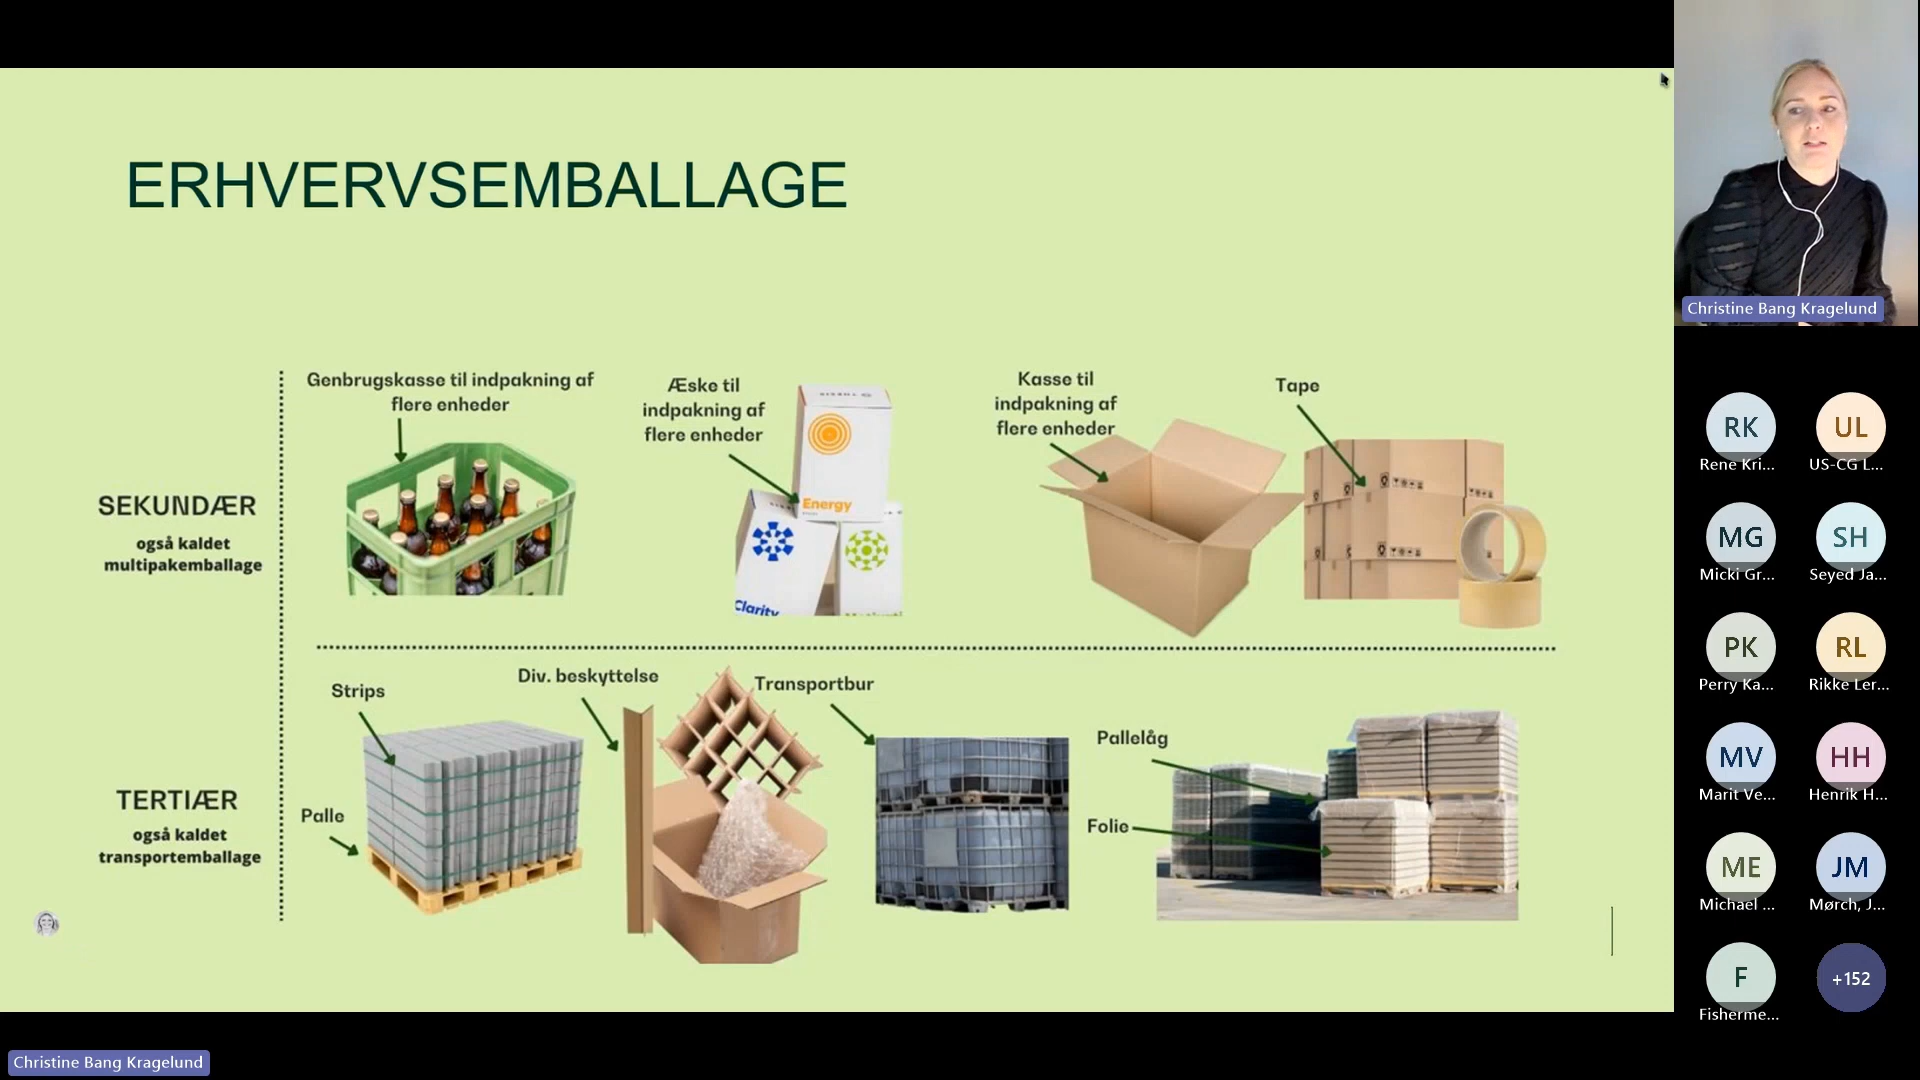 ERHVERVSEMBALLAGE
Genbrugskasse til indpakning af
flere enheder
Æske til
indpakning af
flere enheder
Kasse til
indpakning af
flere enheder
Tape
Energy
Clarity
SEKUNDÆR
også kaldet
multipakemballage
Strips
Div. beskyttelse
Transportbur
Pallelåg
Palle
Folie
TERTIÆR
også kaldet
transportemballage
Christine Bang Kragelund
RK
Rene Kri...
UL
US-CG L...
MG
Micki Gr...
SH
Seyed Ja...
PK
Perry Ka...
RL
Rikke Ler...
MV
Marit Ve...
HH
Henrik H...
ME
Michael ...
JM
Mørch, J...
F
Fisherme...
+152
Christine Bang Kragelund